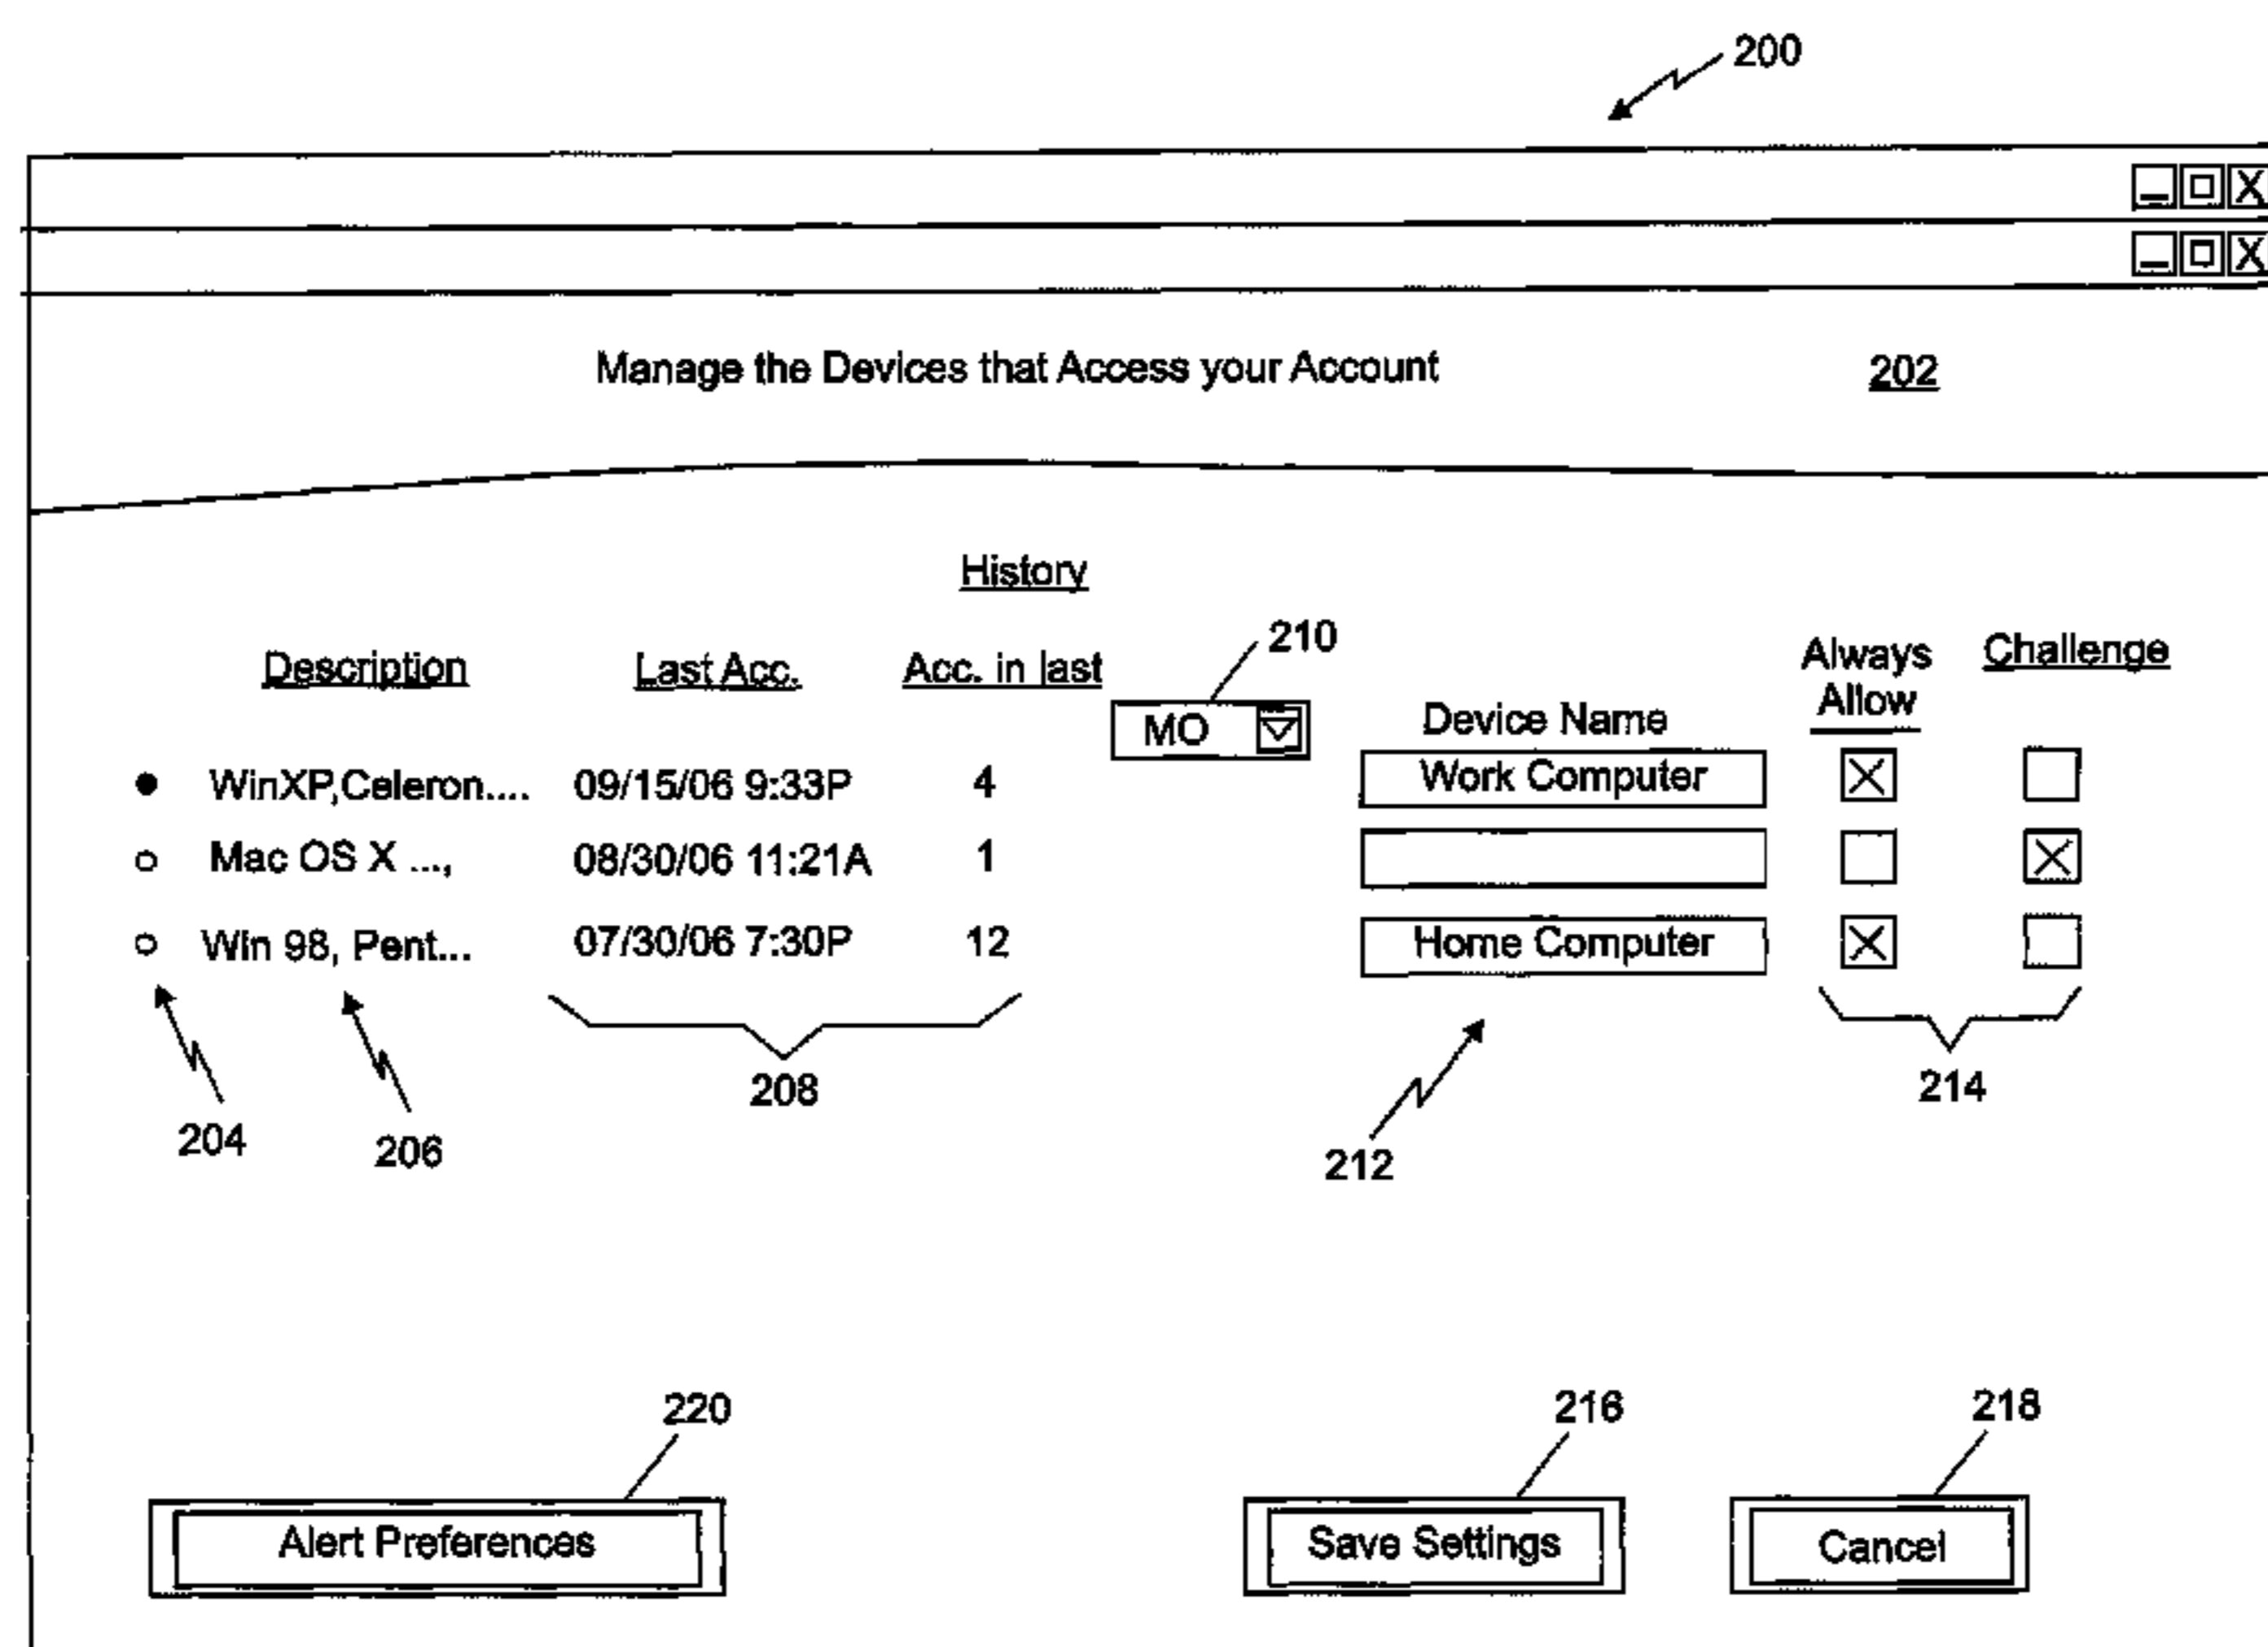 200
Manage the Devices that Access your Account 202
History
210
Description Last Acc. Acc. in last Always Allow Challenge
MO Device Name
WinXP,Celeron.... 09/15/06 9:33P 4 Work Computer
Mac OS X ..., 08/30/06 11:21A 1
Win 98, Pent... 07/30/06 7:30P 12 Home Computer
204 206 208 212 214
220 216 218
Alert Preferences Save Settings Cancel